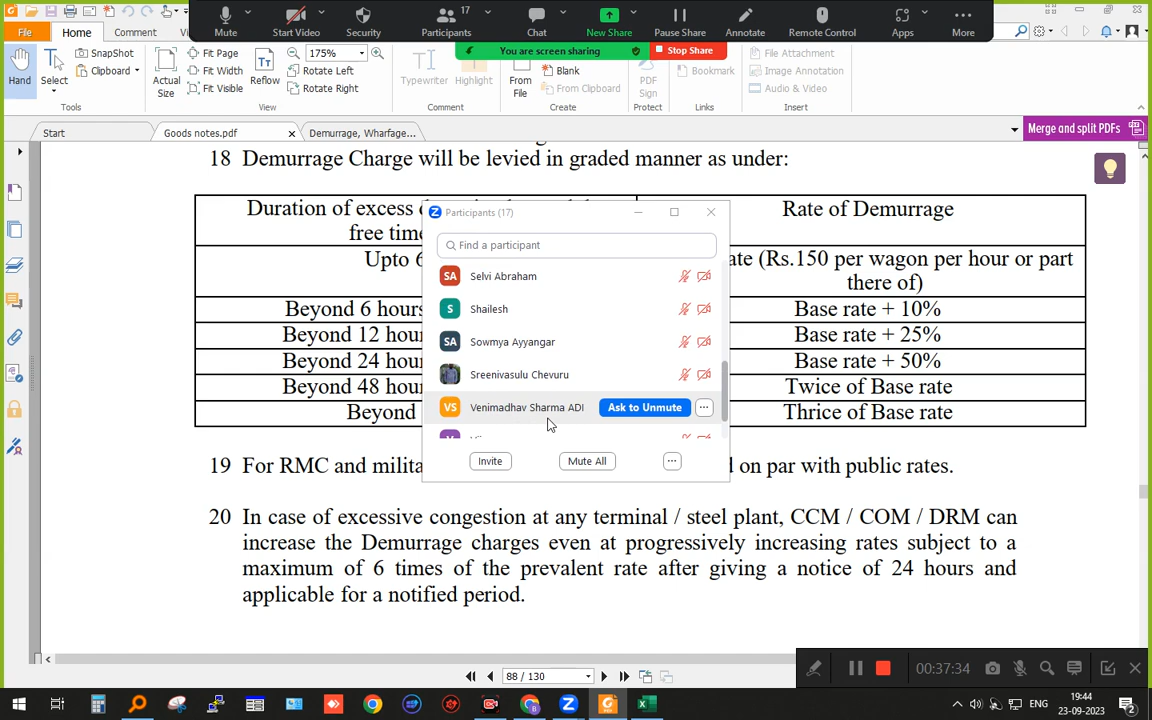 Mute
Start Video
Security
Participants
17
Chat
New Share
Pause Share
Annotate
Remote Control
Apps
More
You are screen sharing
Stop Share
File
Home
Comment
Hand
Select
SnapShot
Clipboard
Tools
Actual Size
Fit Page
Fit Width
Fit Visible
Reflow
175%
Rotate Left
Rotate Right
View
Typewriter
Highlight
Comment
From File
Blank
From Clipboard
Create
PDF Sign
Protect
Bookmark
Links
File Attachment
Image Annotation
Audio & Video
Insert
Start
Goods notes.pdf
Demurrage, Wharfage...
Merge and split PDFs
18 Demurrage Charge will be levied in graded manner as under:
Duration of excess
free time
Rate of Demurrage
Upto 6
ate (Rs.150 per wagon per hour or part
there of)
Beyond 6 hours
Base rate + 10%
Beyond 12 hour
Base rate + 25%
Beyond 24 hour
Base rate + 50%
Beyond 48 hour
Twice of Base rate
Beyond
Thrice of Base rate
Participants (17)
Find a participant
SA Selvi Abraham
S Shailesh
SA Sowmya Ayyangar
Sreenivasulu Chevuru
VS Venimadhav Sharma ADI Ask to Unmute
Invite
Mute All
19 For RMC and milita
d on par with public rates.
20 In case of excessive congestion at any terminal / steel plant, CCM / COM / DRM can
increase the Demurrage charges even at progressively increasing rates subject to a
maximum of 6 times of the prevalent rate after giving a notice of 24 hours and
applicable for a notified period.
88 / 130
00:37:34
ENG
19:44
23-09-2023
2